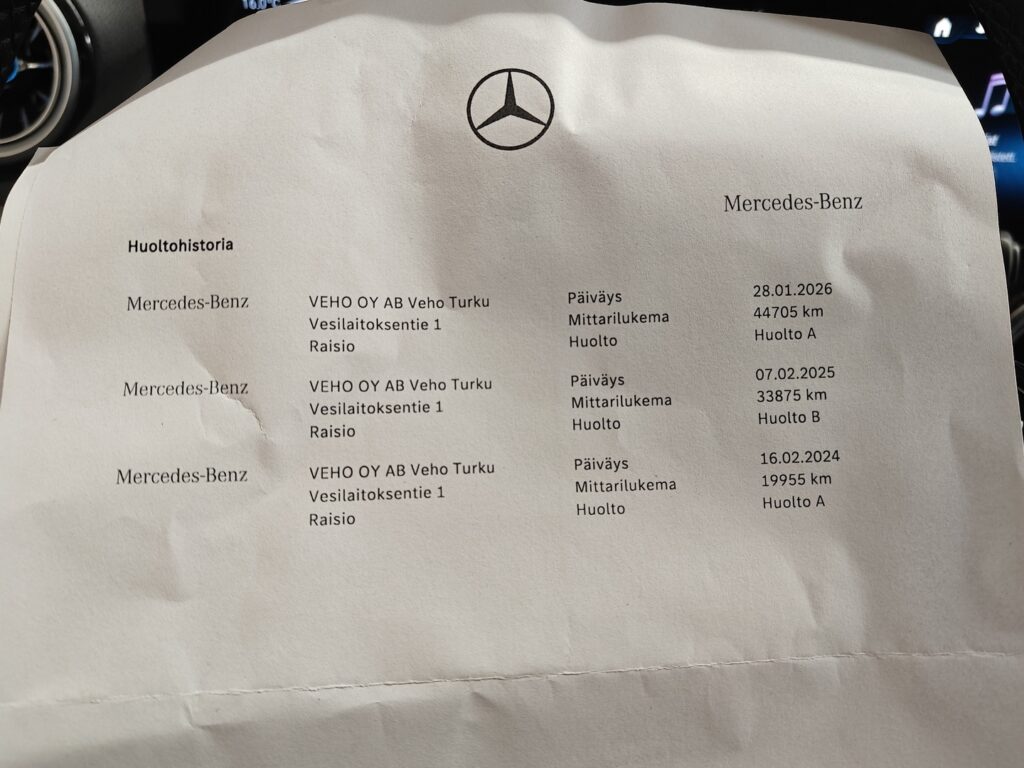 16.0°C
Mercedes-Benz
Huoltohistoria
Mercedes-Benz VEHO OY AB Veho Turku Päiväys 28.01.2026
Vesilaitoksentie 1 Mittarilukema 44705 km
Raisio Huolto Huolto A
Mercedes-Benz VEHO OY AB Veho Turku Päiväys 07.02.2025
Vesilaitoksentie 1 Mittarilukema 33875 km
Raisio Huolto Huolto B
Mercedes-Benz VEHO OY AB Veho Turku Päiväys 16.02.2024
Vesilaitoksentie 1 Mittarilukema 19955 km
Raisio Huolto Huolto A